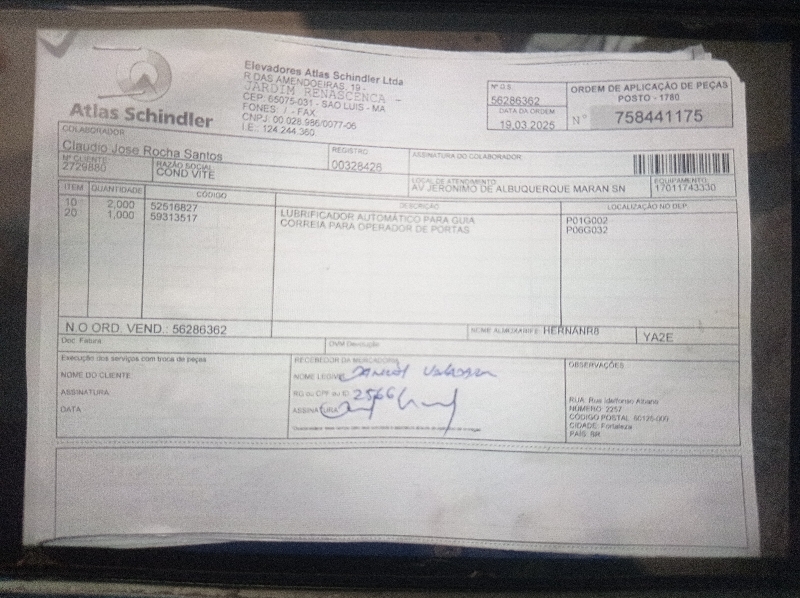 Atlas Schindler
Elevadores Atlas Schindler Ltda
R DAS AMENDOEIRAS, 19 -
JARDIM RENASCENCA -
CEP: 65075-031 - SAO LUIS - MA
FONES: / - FAX
CNPJ: 00.028.986/0077-06
I.E.: 124.244.360
Nº O.S.
56286362
DATA DA ORDEM
19.03.2025
ORDEM DE APLICAÇÃO DE PEÇAS
POSTO - 1780
Nº 758441175
COLABORADOR
Claudio Jose Rocha Santos
REGISTRO
00328428
ASSINATURA DO COLABORADOR
Nº CLIENTE
2729880
RAZÃO SOCIAL
COND VITE
LOCAL DE ATENDIMENTO
AV JERONIMO DE ALBUQUERQUE MARAN SN
EQUIPAMENTO
17011743330
ITEM QUANTIDADE CÓDIGO DESCRIÇÃO LOCALIZAÇÃO NO DEP.
10 2,000 52516827 LUBRIFICADOR AUTOMÁTICO PARA GUIA P01G002
20 1,000 59313517 CORREIA PARA OPERADOR DE PORTAS P06G032
N.O ORD. VEND.: 56286362
NOME ALMOXARIFE: HERNANR8
YA2E
Doc. Fatura
Execução dos serviços com troca de peças
NOME DO CLIENTE
ASSINATURA:
DATA
RECEBEDOR DA MERCADORIA
NOME LEGÍVEL
RG ou CPF ou ID: 2566
ASSINATURA
OBSERVAÇÕES
RUA: Rua Ildefonso Albano
NÚMERO: 2257
CÓDIGO POSTAL: 60125-000
CIDADE: Fortaleza
PAÍS: BR